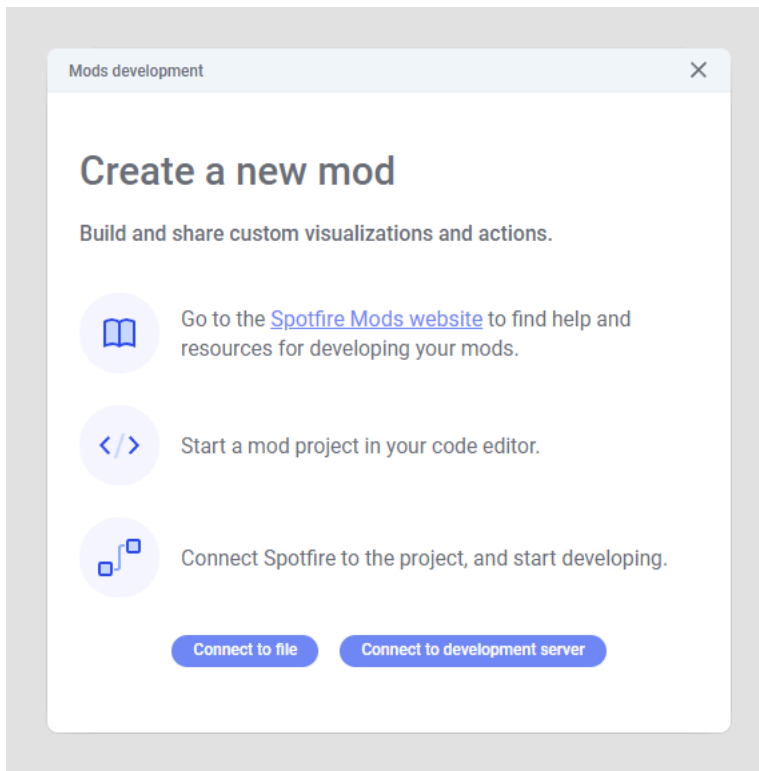 Mods development
Create a new mod
Build and share custom visualizations and actions.
Go to the Spotfire Mods website to find help and
resources for developing your mods.
Start a mod project in your code editor.
Connect Spotfire to the project, and start developing.
Connect to file
Connect to development server